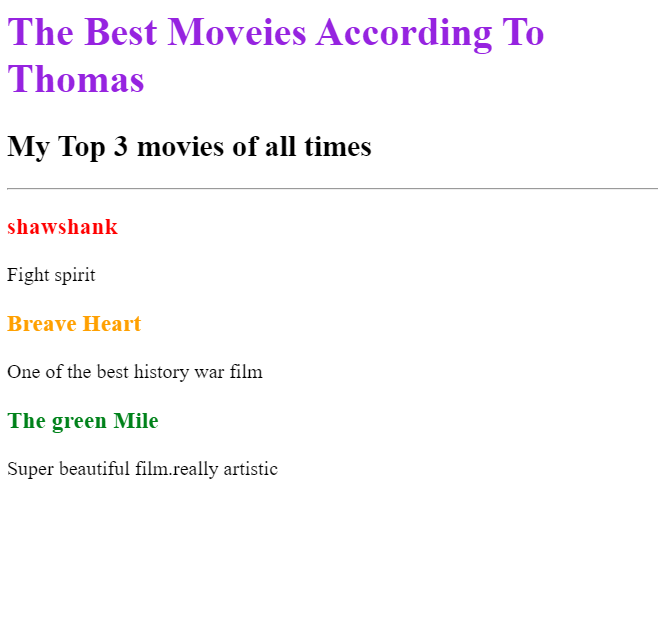 The Best Moveies According To
Thomas
My Top 3 movies of all times
shawshank
Fight spirit
Breave Heart
One of the best history war film
The green Mile
Super beautiful film.really artistic